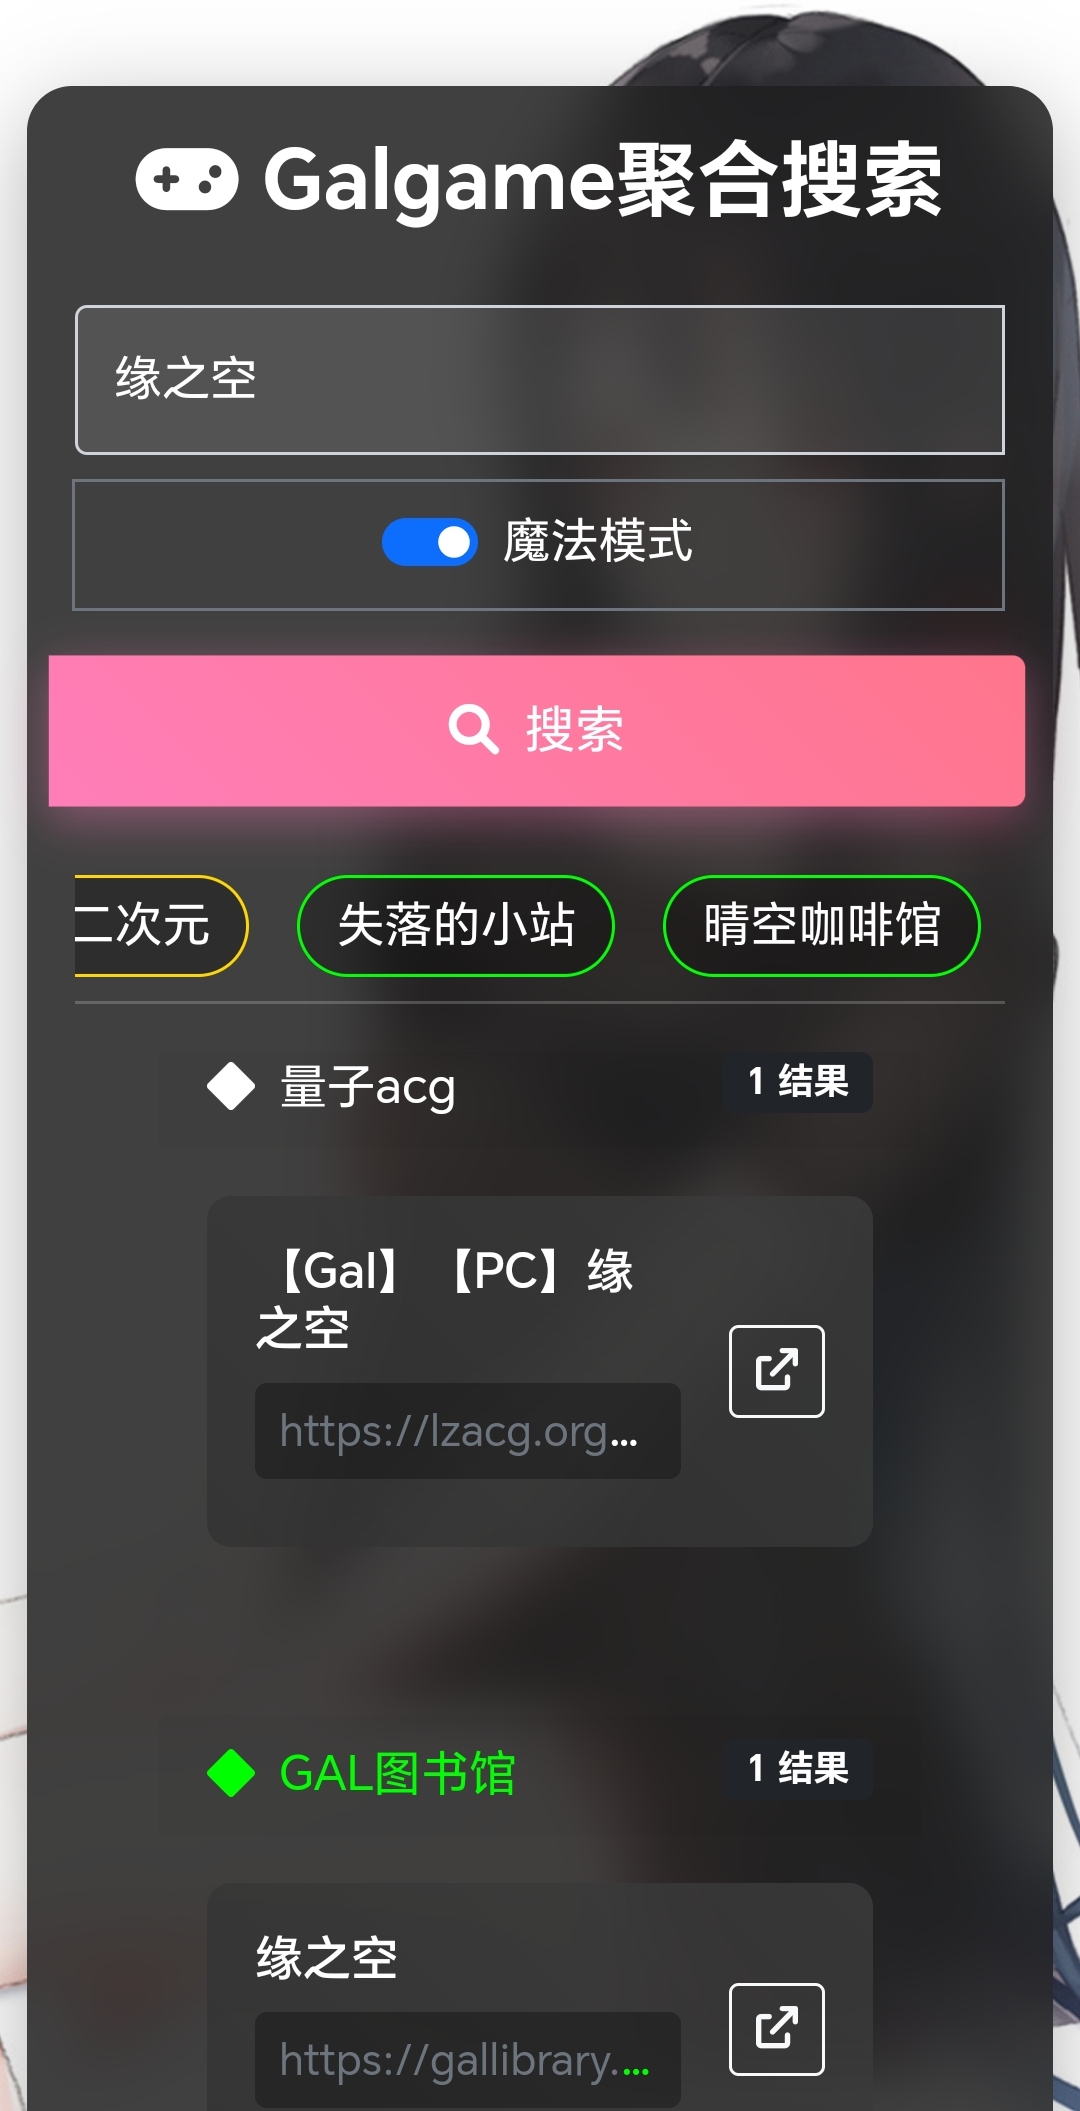 Galgame聚合搜索
缘之空
魔法模式
搜索
二次元
失落的小站
晴空咖啡馆
量子acg
1 结果
【Gal】 【PC】缘
之空
https://lzacg.org...
GAL图书馆
1 结果
缘之空
https://gallibrary....